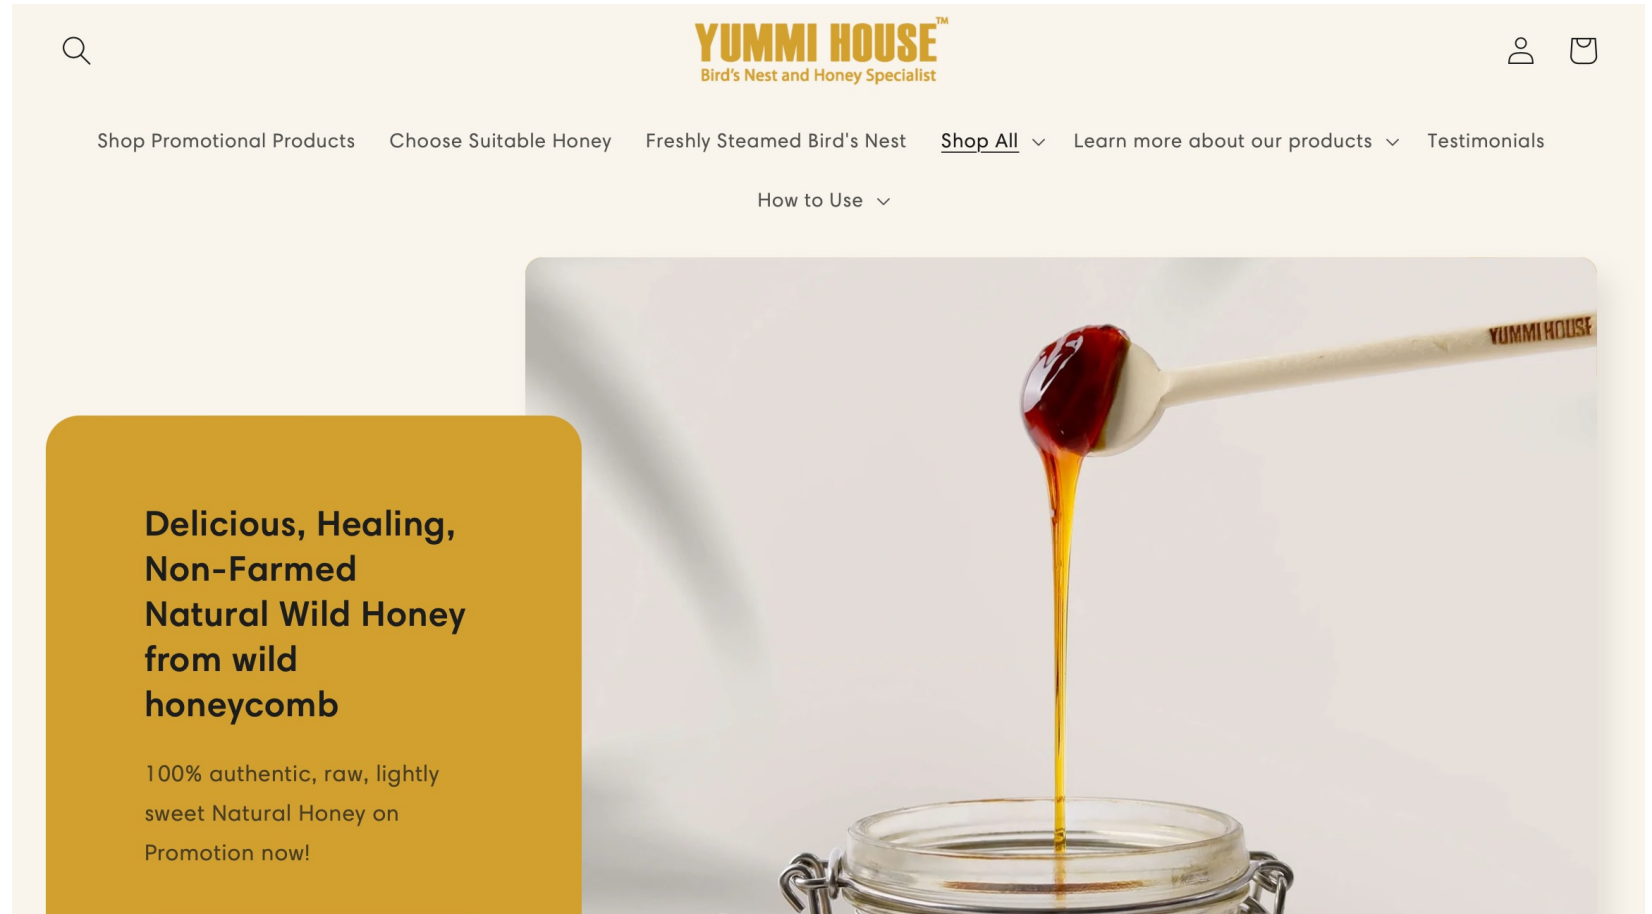 YUMMI HOUSE™
Bird's Nest and Honey Specialist
Shop Promotional Products
Choose Suitable Honey
Freshly Steamed Bird's Nest
Shop All
Learn more about our products
Testimonials
How to Use
YUMMI HOUSE
Delicious, Healing,
Non-Farmed
Natural Wild Honey
from wild
honeycomb
100% authentic, raw, lightly
sweet Natural Honey on
Promotion now!